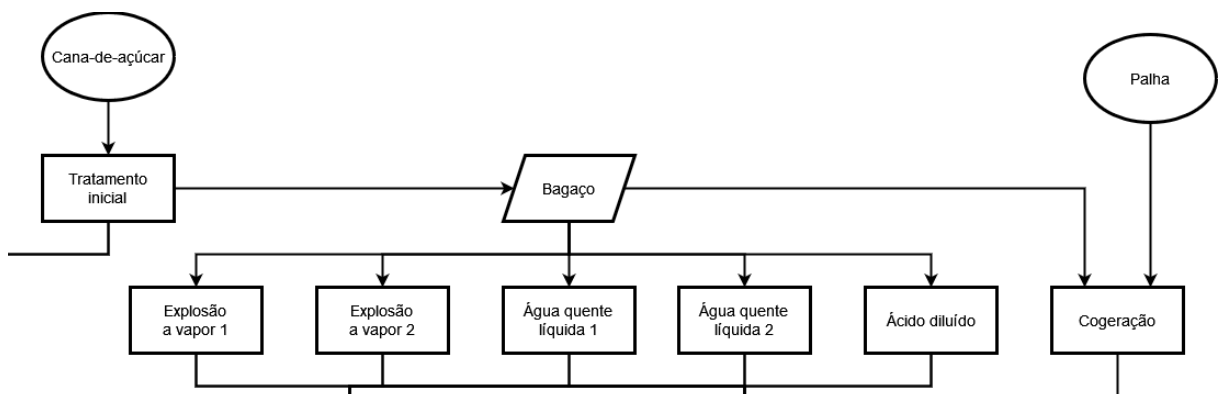 Cana-de-açúcar
Palha
Tratamento
inicial
Bagaço
Explosão
a vapor 1
Explosão
a vapor 2
Água quente
líquida 1
Água quente
líquida 2
Ácido diluído
Cogeração